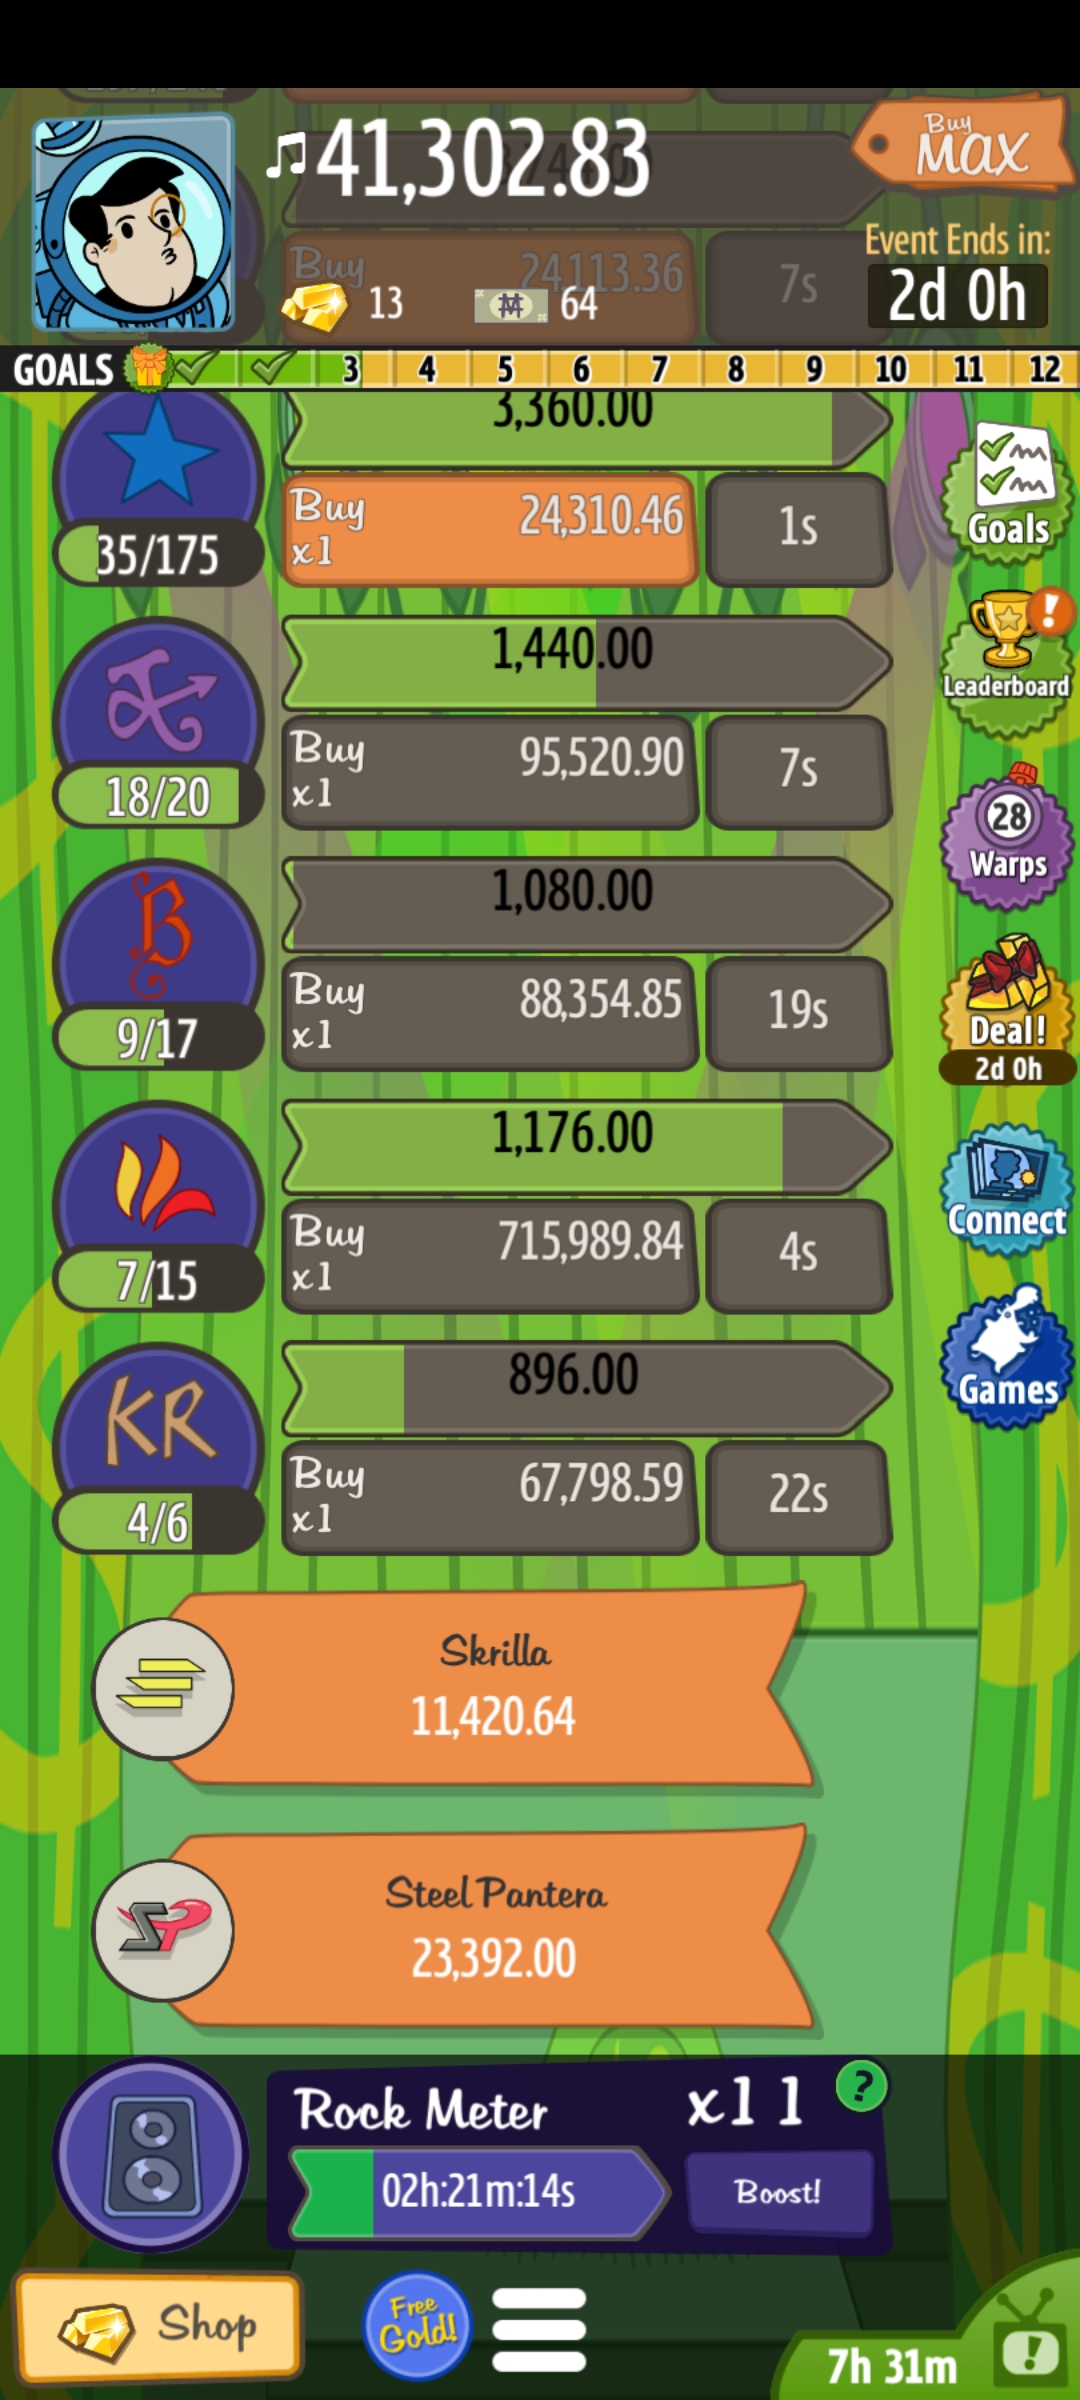 41,302.83
Buy
MAX
Event Ends in:
2d 0h
Buy
24,113.36
7s
13
64
GOALS 3 4 5 6 7 8 9 10 11 12
3,360.00
35/175
Buy
x1
24,310.46
1s
Goals
1,440.00
18/20
Buy
x1
95,520.90
7s
Leaderboard
28
Warps
B
1,080.00
9/17
Buy
x1
88,354.85
19s
Deal!
2d 0h
1,176.00
7/15
Buy
x1
715,989.84
4s
Connect
KR
896.00
4/6
Buy
x1
67,798.59
22s
Games
Skrilla
11,420.64
SP
Steel Pantera
23,392.00
Rock Meter
x11
?
02h:21m:14s
Boost!
Shop
Free
Gold!
7h 31m